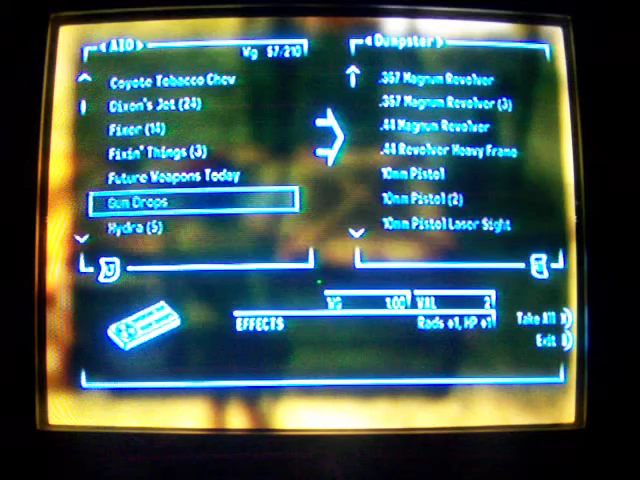 AIO
Wg 57/210
Coyote Tobacco Chew
Dixon's Jet (24)
Fixer (14)
Fixin' Things (3)
Future Weapons Today
Gum Drops
Hydra (5)
Dumpster
.357 Magnum Revolver
.357 Magnum Revolver (3)
.44 Magnum Revolver
.44 Revolver Heavy Frame
10mm Pistol
10mm Pistol (2)
10mm Pistol Laser Sight
WG 1.00 VAL 2
EFFECTS Rads +1, HP +1
Take All
Exit